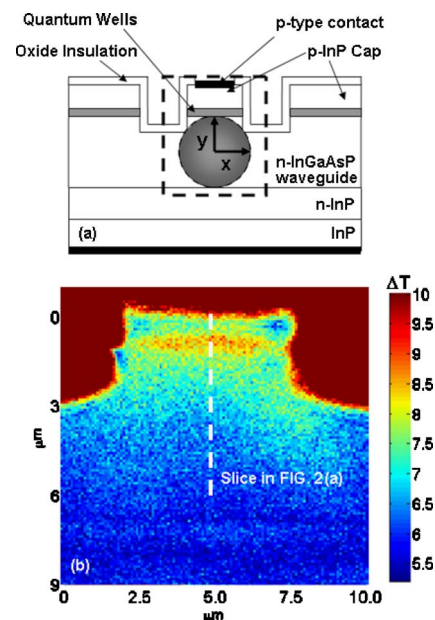 Quantum Wells
p-type contact
Oxide Insulation
p-InP Cap
y
x
n-InGaAsP
waveguide
n-InP
(a)
InP
ΔT
0
3
6
9
μm
Slice in FIG. 2(a)
(b)
0.0
2.5
5.0
7.5
10.0
μm
10
9.5
9
8.5
8
7.5
7
6.5
6
5.5